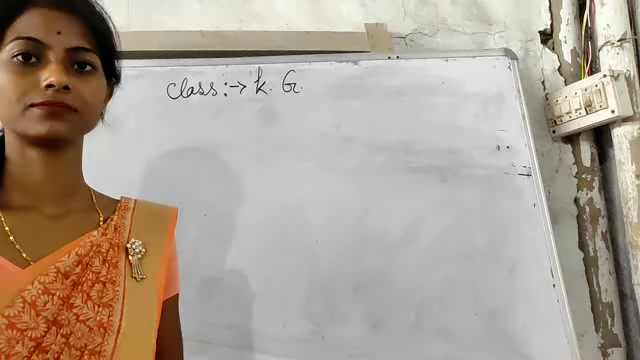 Class :→ K. G.